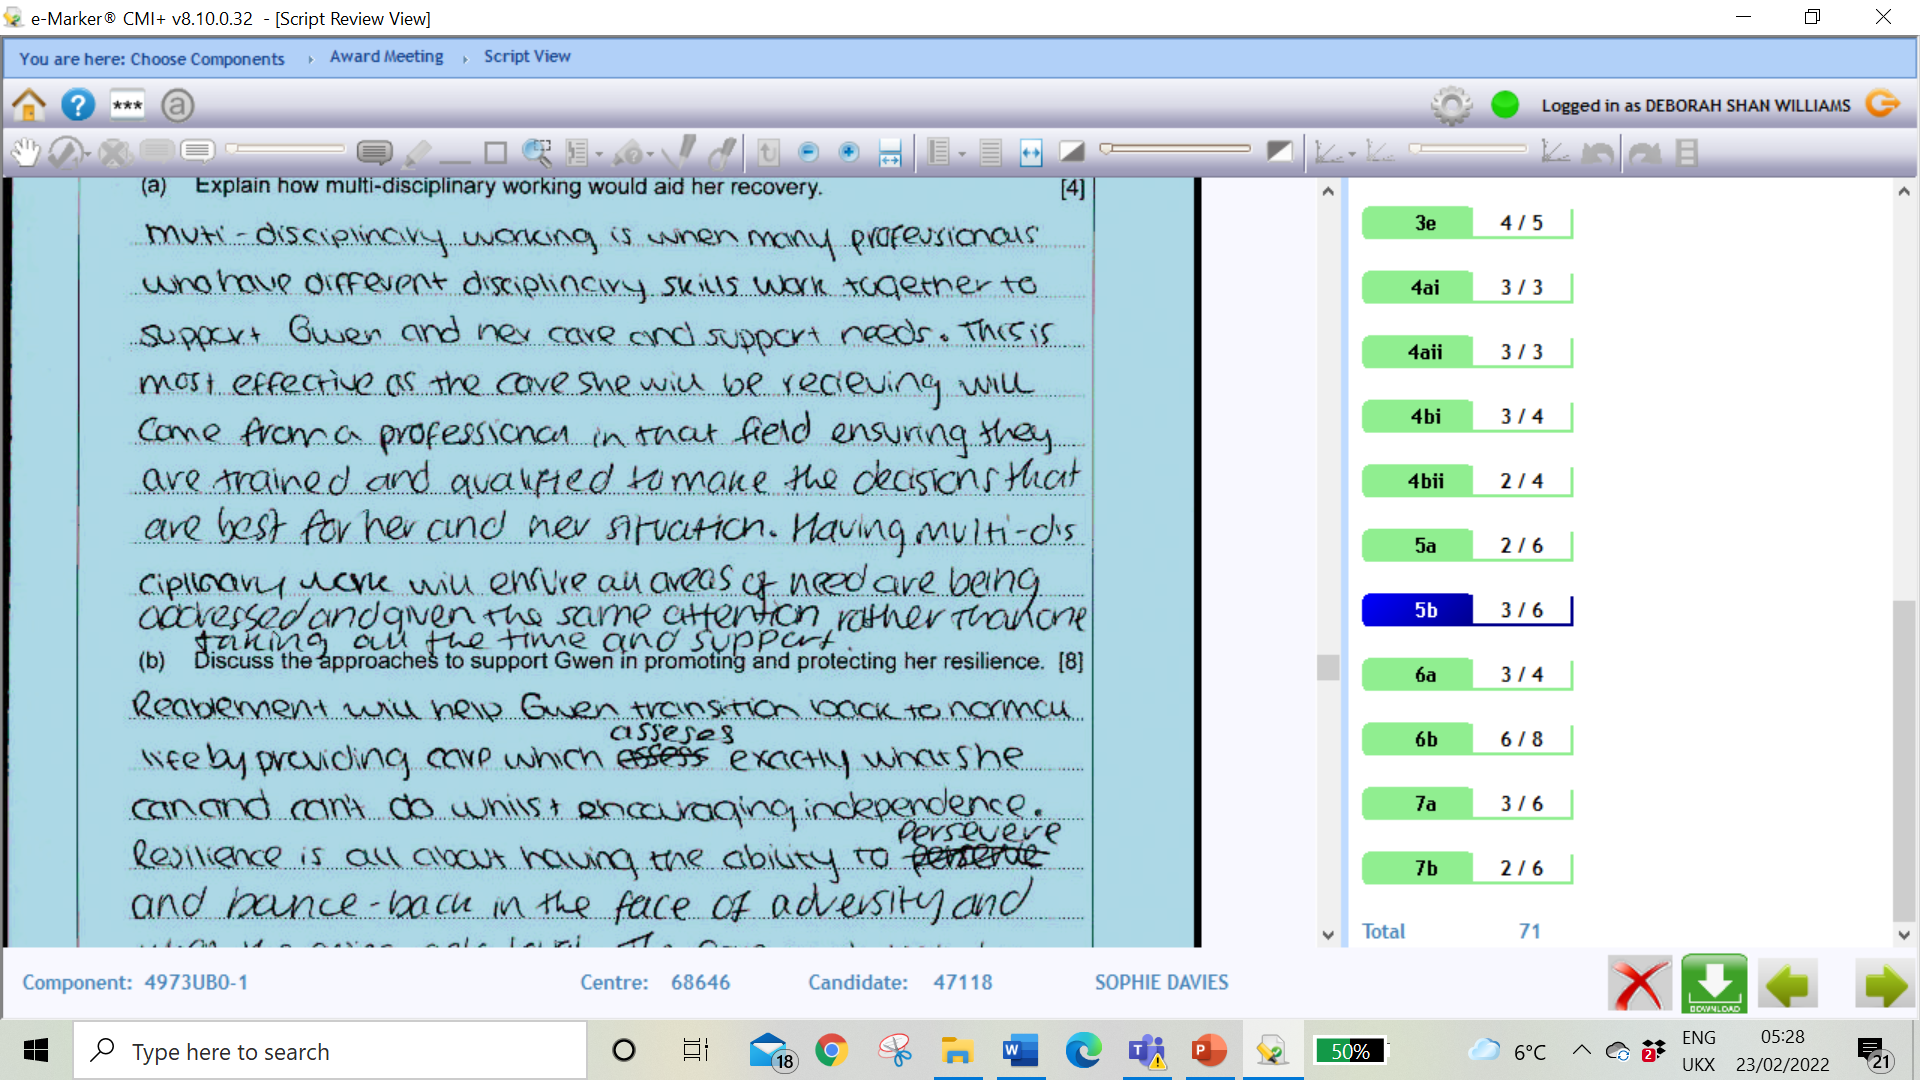 e-Marker® CMI+ v8.10.0.32 - [Script Review View]
You are here: Choose Components › Award Meeting › Script View
*** a Logged in as DEBORAH SHAN WILLIAMS
(a) Explain how multi-disciplinary working would aid her recovery. [4]
muti-disciplinary working is when many professionals
who have different disciplinary skills work together to
support Gwen and her care and support needs. This is
most effective as the care she will be recieving will
come from a professional in that field ensuring they
are trained and qualified to make the decisions that
are best for her and her situation. Having multi-dis
ciplinary work will ensure all areas of need are being
addressed and given the same attention rather than one
taking all the time and support.
(b) Discuss the approaches to support Gwen in promoting and protecting her resilience. [8]
Reablement will help Gwen transition back to normal
asseses
life by providing care which assess exactly what she
can and can't do whilst encouraging independence.
persevere
Resilience is all about having the ability to
and bounce-back in the face of adversity and
3e 4 / 5
4ai 3 / 3
4aii 3 / 3
4bi 3 / 4
4bii 2 / 4
5a 2 / 6
5b 3 / 6
6a 3 / 4
6b 6 / 8
7a 3 / 6
7b 2 / 6
Total 71
Component: 4973UB0-1 Centre: 68646 Candidate: 47118 SOPHIE DAVIES
DOWNLOAD
Type here to search 18 50% 6°C 2 ENG 05:28
UKX 23/02/2022 21